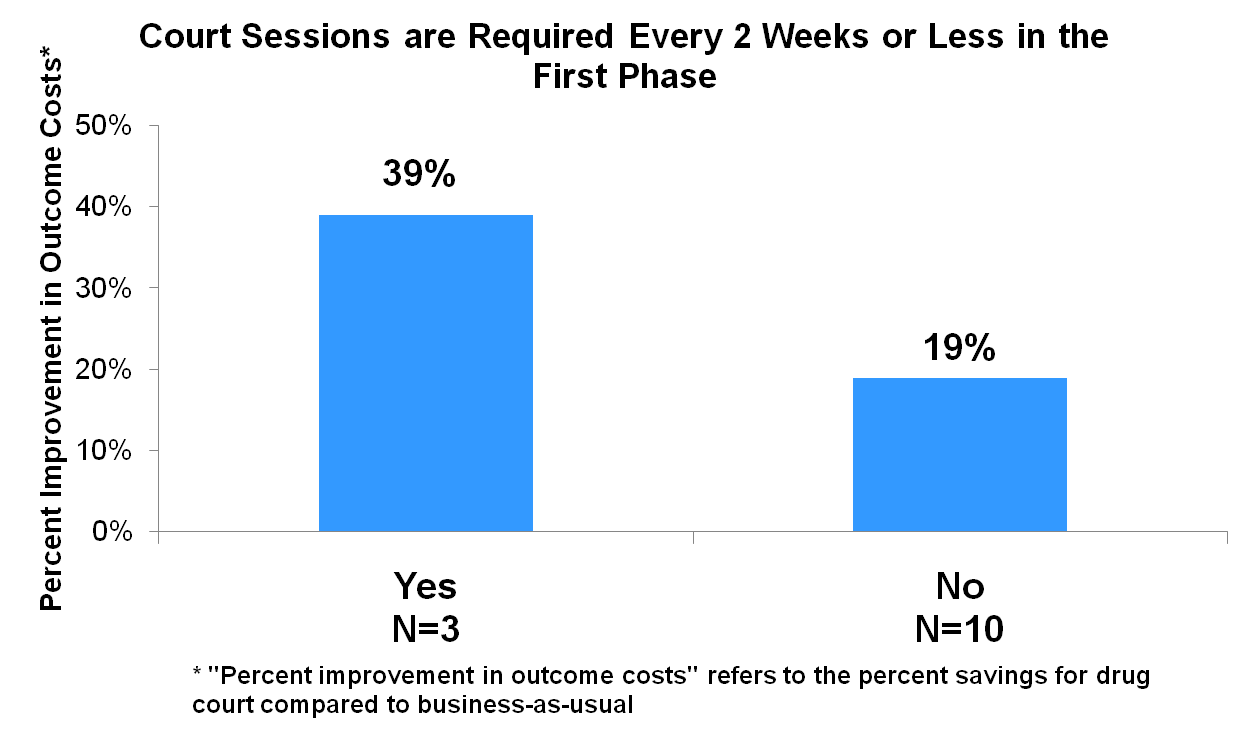 Court Sessions are Required Every 2 Weeks or Less in the
First Phase
Percent Improvement in Outcome Costs*
50%
40%
30%
20%
10%
0%
39%
19%
Yes
N=3
No
N=10
* "Percent improvement in outcome costs" refers to the percent savings for drug
court compared to business-as-usual